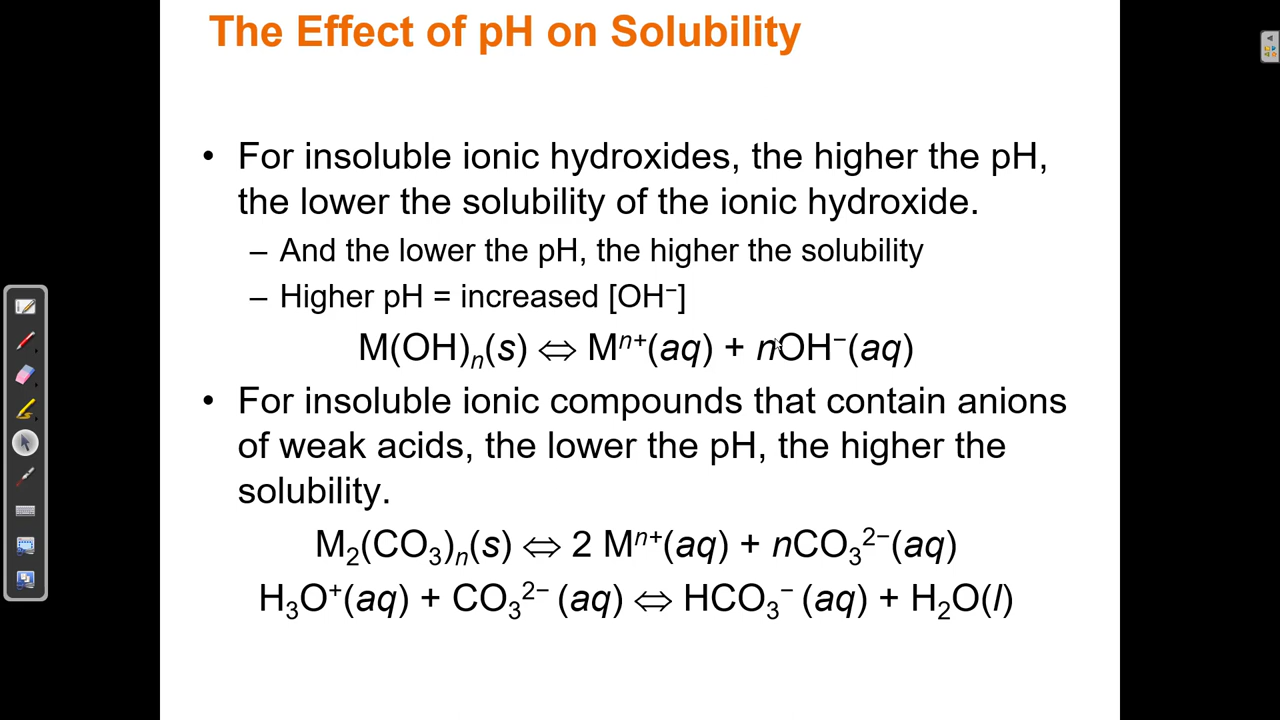 The Effect of pH on Solubility
• For insoluble ionic hydroxides, the higher the pH,
the lower the solubility of the ionic hydroxide.
– And the lower the pH, the higher the solubility
– Higher pH = increased [OH⁻]
M(OH)ₙ(s) ⇔ Mⁿ⁺(aq) + nOH⁻(aq)
• For insoluble ionic compounds that contain anions
of weak acids, the lower the pH, the higher the
solubility.
M₂(CO₃)ₙ(s) ⇔ 2 Mⁿ⁺(aq) + nCO₃²⁻(aq)
H₃O⁺(aq) + CO₃²⁻ (aq) ⇔ HCO₃⁻ (aq) + H₂O(l)